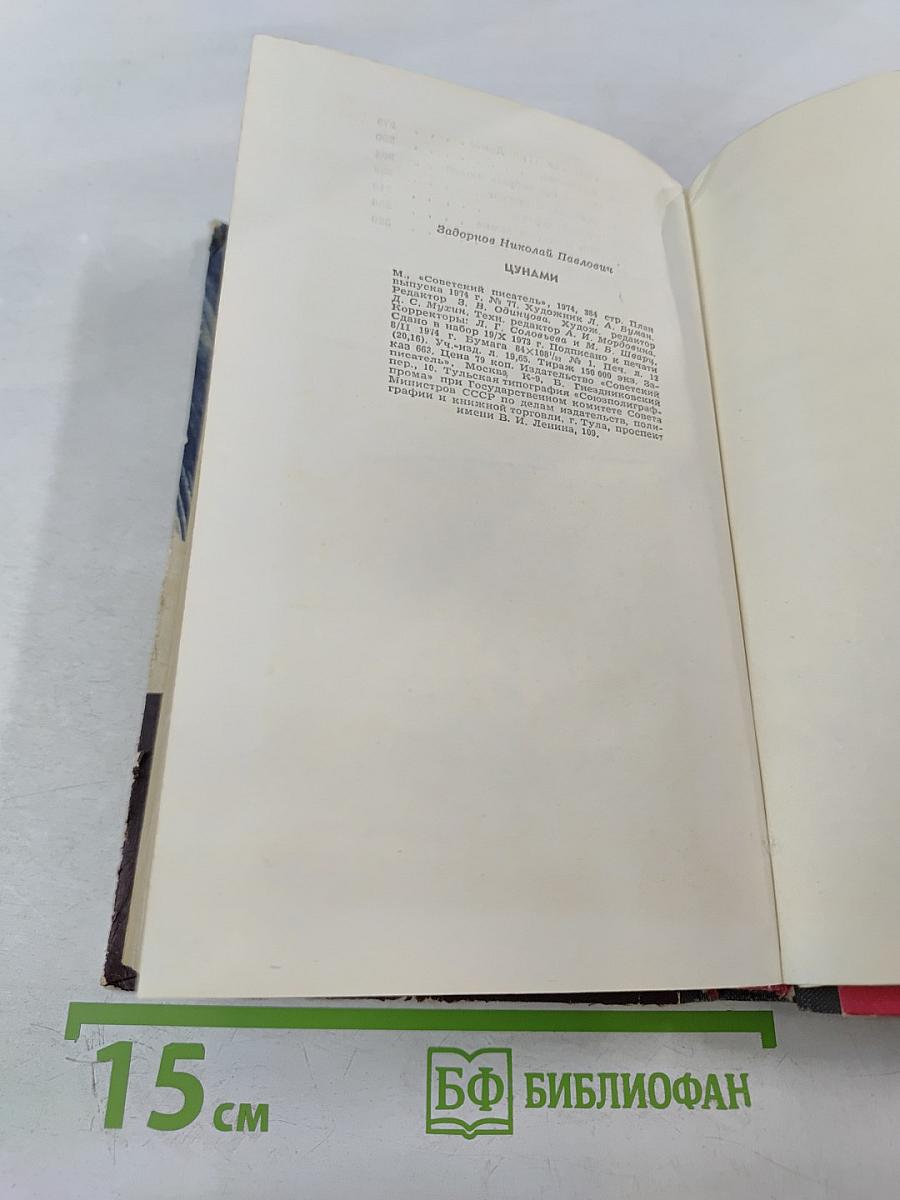 Задорнов Николай Павлович
ЦУНАМИ
М., «Советский писатель», 1974, 384 стр. План
выпуска 1974 г. № 77. Художник Л. А. Буман.
Редактор З. В. Одинцова. Худож. редактор
Д. С. Мухин. Техн. редактор А. И. Мордовина.
Корректоры: Л. Г. Соловьева и М. Б. Шварц.
Сдано в набор 19/X 1973 г. Подписано к печати
8/II 1974 г. Бумага 84×108¹/₃₂ № 1. Печ. л. 12
(20,16). Уч.-изд. л. 19,65. Тираж 150 000 экз. За-
каз 663. Цена 79 коп. Издательство «Советский
писатель», Москва, К-9, Б. Гнездниковский
пер., 10. Тульская типография «Союзполиграф-
прома» при Государственном комитете Совета
Министров СССР по делам издательств, поли-
графии и книжной торговли, г. Тула, проспект
имени В. И. Ленина, 109.
15 см
БФ БИБЛИОФАН